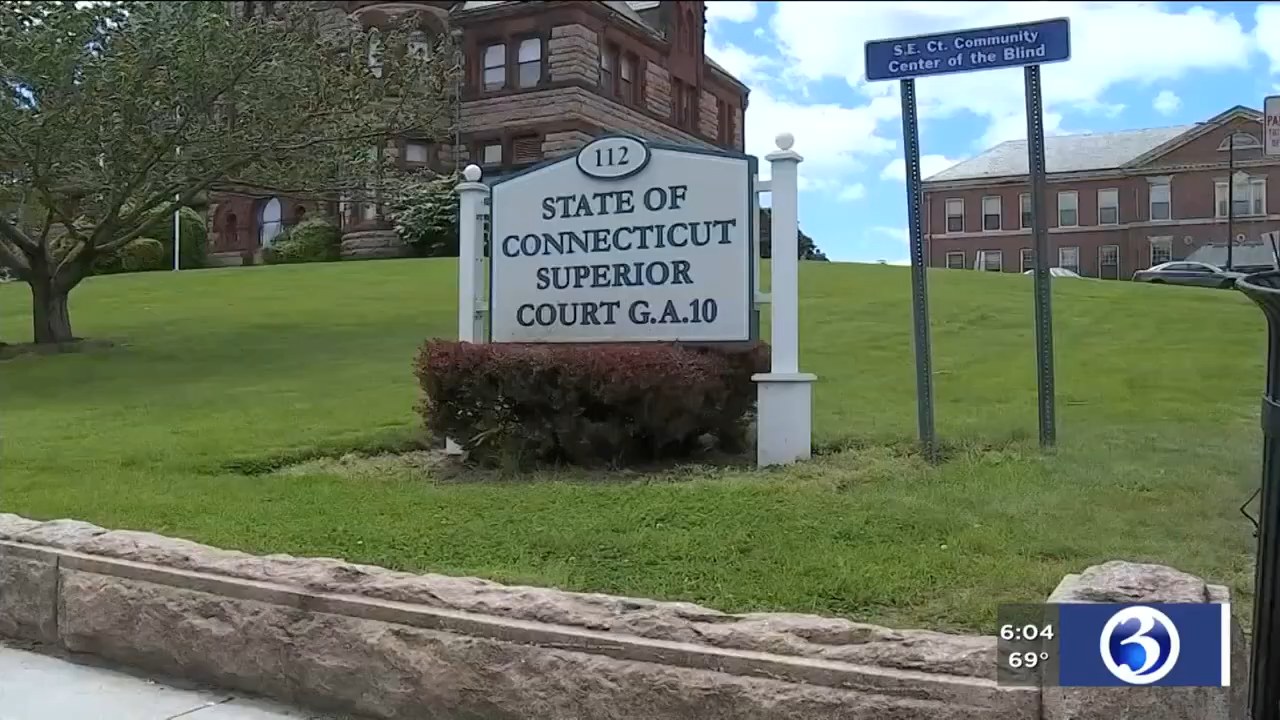 S.E. Ct. Community
Center of the Blind
112
STATE OF
CONNECTICUT
SUPERIOR
COURT G.A.10
6:04
69°
3